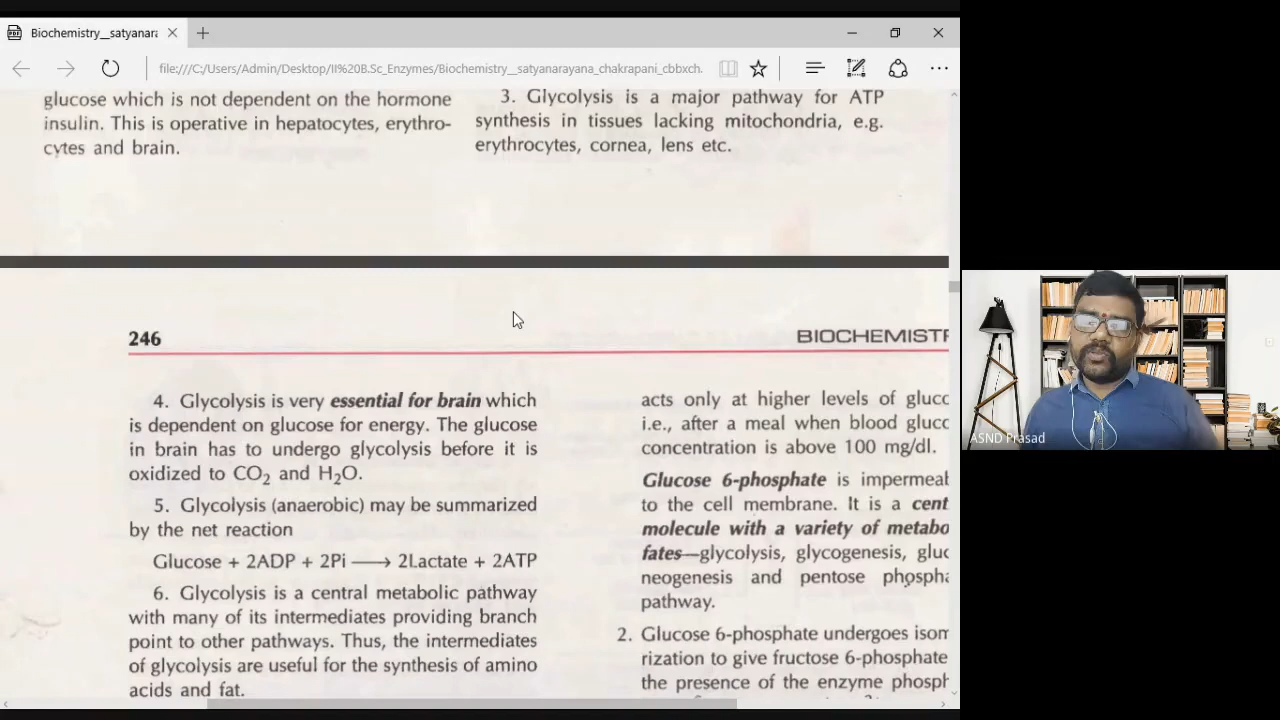 Biochemistry__satyanara
file:///C:/Users/Admin/Desktop/II%20B.Sc_Enzymes/Biochemistry__satyanarayana_chakrapani_cbbxch.
glucose which is not dependent on the hormone
insulin. This is operative in hepatocytes, erythro-
cytes and brain.
3. Glycolysis is a major pathway for ATP
synthesis in tissues lacking mitochondria, e.g.
erythrocytes, cornea, lens etc.
246
BIOCHEMISTR
4. Glycolysis is very essential for brain which
is dependent on glucose for energy. The glucose
in brain has to undergo glycolysis before it is
oxidized to CO₂ and H₂O.
5. Glycolysis (anaerobic) may be summarized
by the net reaction
Glucose + 2ADP + 2Pi ⟶ 2Lactate + 2ATP
6. Glycolysis is a central metabolic pathway
with many of its intermediates providing branch
point to other pathways. Thus, the intermediates
of glycolysis are useful for the synthesis of amino
acids and fat.
acts only at higher levels of gluco
i.e., after a meal when blood gluco
concentration is above 100 mg/dl.
Glucose 6-phosphate is impermeab
to the cell membrane. It is a cent
molecule with a variety of metabo
fates—glycolysis, glycogenesis, gluc
neogenesis and pentose phospha
pathway.
2. Glucose 6-phosphate undergoes isom
rization to give fructose 6-phosphate
the presence of the enzyme phosph
ASND Prasad